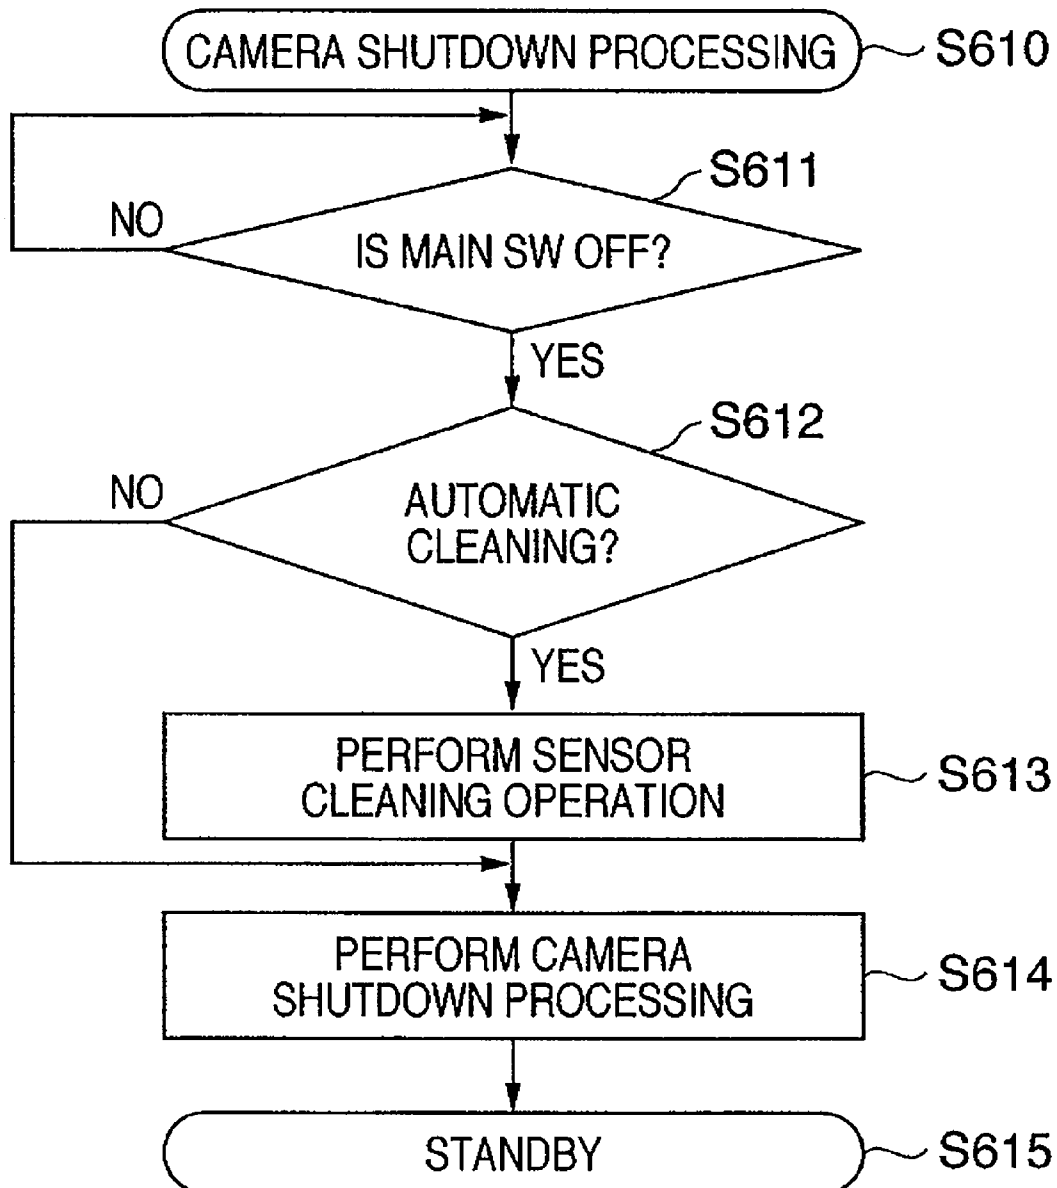 CAMERA SHUTDOWN PROCESSING
S610
S611
NO
IS MAIN SW OFF?
YES
S612
NO
AUTOMATIC
CLEANING?
YES
PERFORM SENSOR
CLEANING OPERATION
S613
PERFORM CAMERA
SHUTDOWN PROCESSING
S614
STANDBY
S615